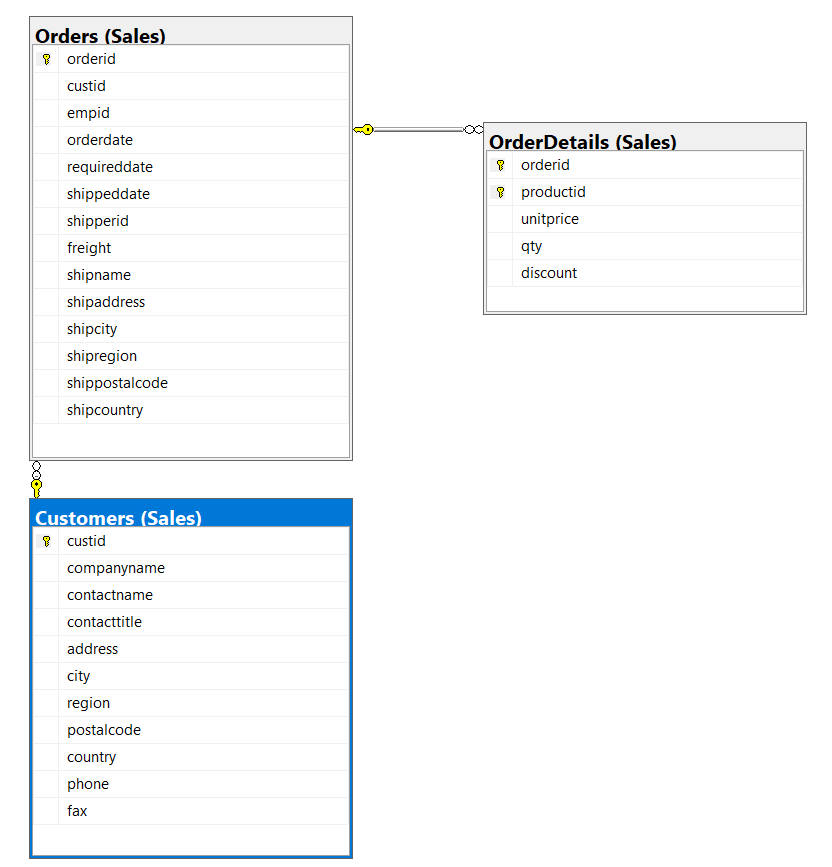 Orders (Sales)
orderid
custid
empid
orderdate
requireddate
shippeddate
shipperid
freight
shipname
shipaddress
shipcity
shipregion
shippostalcode
shipcountry
OrderDetails (Sales)
orderid
productid
unitprice
qty
discount
Customers (Sales)
custid
companyname
contactname
contacttitle
address
city
region
postalcode
country
phone
fax